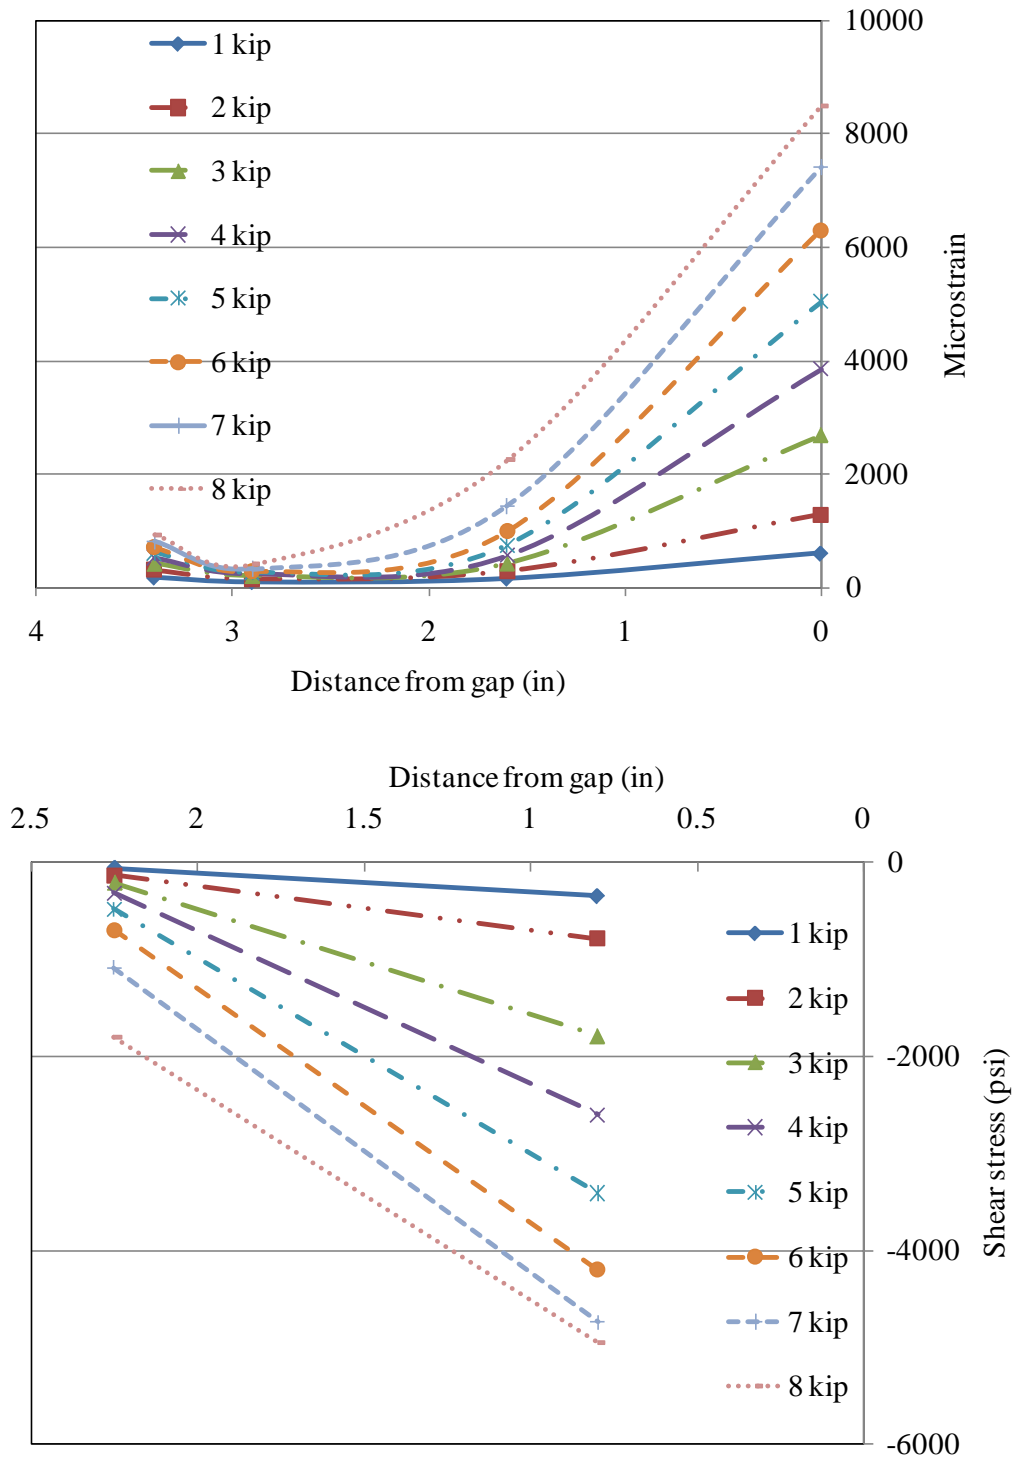 10000
1 kip
2 kip
8000
3 kip
4 kip
6000
5 kip
6 kip
4000
7 kip
2000
8 kip
0
4 3 2 1 0
Microstrain
Distance from gap (in)
Distance from gap (in)
2.5 2 1.5 1 0.5 0
0
1 kip
2 kip
-2000
3 kip
4 kip
5 kip
-4000
6 kip
7 kip
8 kip
-6000
Shear stress (psi)